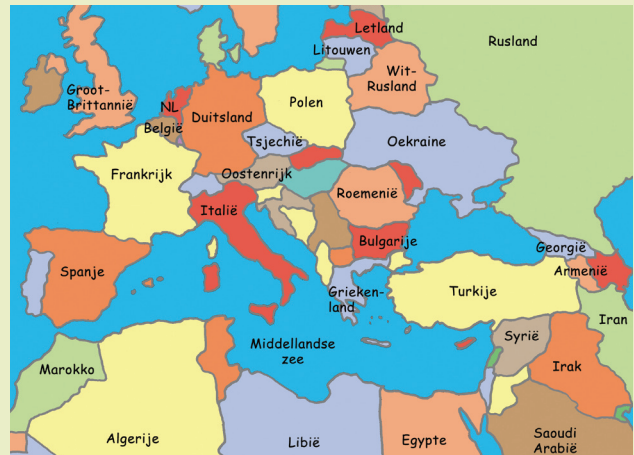 Letland
Rusland
Litouwen
Wit-
Rusland
Groot-
Brittannië
NL
Polen
Duitsland
België
Tsjechië
Oekraine
Frankrijk
Oostenrijk
Roemenië
Italië
Bulgarije
Georgië
Spanje
Armenië
Turkije
Grieken-
land
Iran
Syrië
Middellandse
zee
Marokko
Irak
Algerije
Libië
Egypte
Saoudi
Arabië